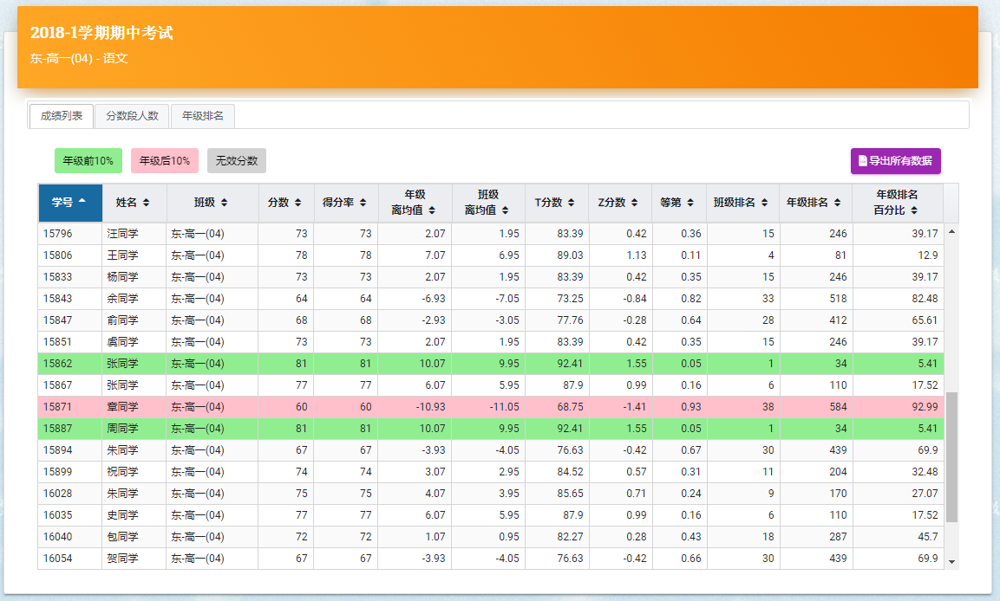 2018-1学期期中考试
东-高一(04) - 语文
成绩列表 分数段人数 年级排名
年级前10% 年级后10% 无效分数 导出所有数据
学号 姓名 班级 分数 得分率 年级离均值 班级离均值 T分数 Z分数 等第 班级排名 年级排名 年级排名百分比
15796 汪同学 东-高一(04) 73 73 2.07 1.95 83.39 0.42 0.36 15 246 39.17
15806 王同学 东-高一(04) 78 78 7.07 6.95 89.03 1.13 0.11 4 81 12.9
15833 杨同学 东-高一(04) 73 73 2.07 1.95 83.39 0.42 0.35 15 246 39.17
15843 余同学 东-高一(04) 64 64 -6.93 -7.05 73.25 -0.84 0.82 33 518 82.48
15847 俞同学 东-高一(04) 68 68 -2.93 -3.05 77.76 -0.28 0.64 28 412 65.61
15851 虞同学 东-高一(04) 73 73 2.07 1.95 83.39 0.42 0.35 15 246 39.17
15862 张同学 东-高一(04) 81 81 10.07 9.95 92.41 1.55 0.05 1 34 5.41
15867 张同学 东-高一(04) 77 77 6.07 5.95 87.9 0.99 0.16 6 110 17.52
15871 章同学 东-高一(04) 60 60 -10.93 -11.05 68.75 -1.41 0.93 38 584 92.99
15887 周同学 东-高一(04) 81 81 10.07 9.95 92.41 1.55 0.05 1 34 5.41
15894 朱同学 东-高一(04) 67 67 -3.93 -4.05 76.63 -0.42 0.67 30 439 69.9
15899 祝同学 东-高一(04) 74 74 3.07 2.95 84.52 0.57 0.31 11 204 32.48
16028 朱同学 东-高一(04) 75 75 4.07 3.95 85.65 0.71 0.24 9 170 27.07
16035 史同学 东-高一(04) 77 77 6.07 5.95 87.9 0.99 0.16 6 110 17.52
16040 包同学 东-高一(04) 72 72 1.07 0.95 82.27 0.28 0.43 18 287 45.7
16054 贺同学 东-高一(04) 67 67 -3.93 -4.05 76.63 -0.42 0.66 30 439 69.9